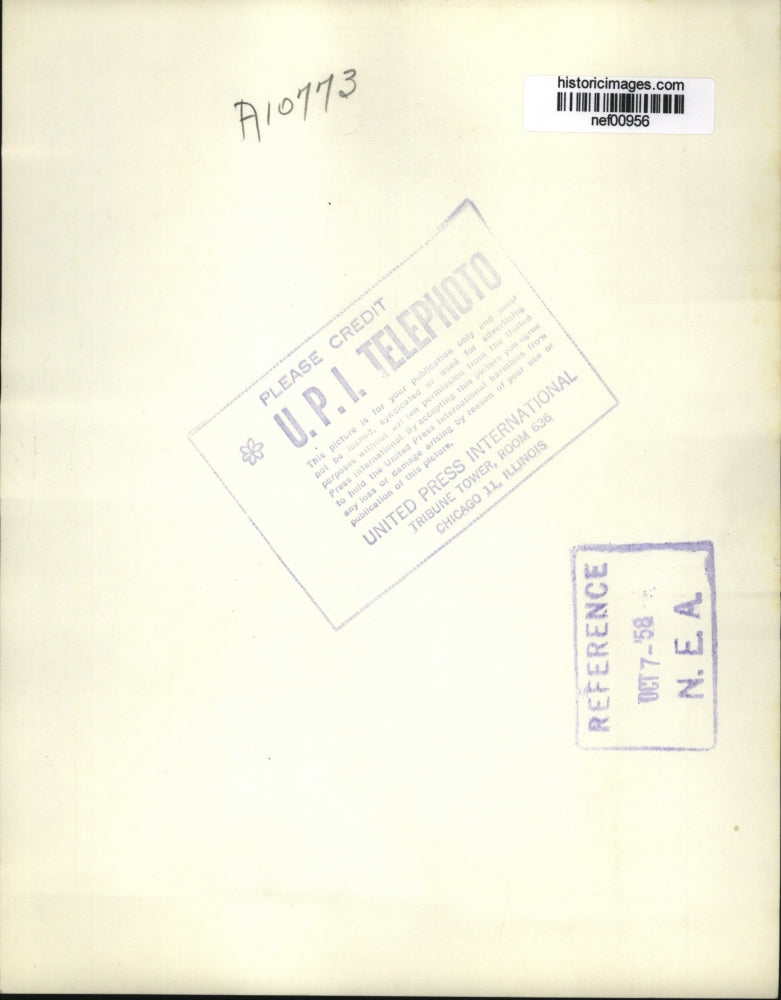 A10773
historicimages.com
nef00956
PLEASE CREDIT
U.P.I. TELEPHOTO
This picture is for your publication only and must
not be loaned, syndicated or used for advertising
purposes without written permission from the United
Press International. By accepting this picture you agree
to hold the United Press International harmless from
any loss or damage arising by reason of your use or
publication of this picture.
UNITED PRESS INTERNATIONAL
TRIBUNE TOWER, ROOM 636
CHICAGO 11, ILLINOIS
REFERENCE
OCT 7-'58
N. E. A.